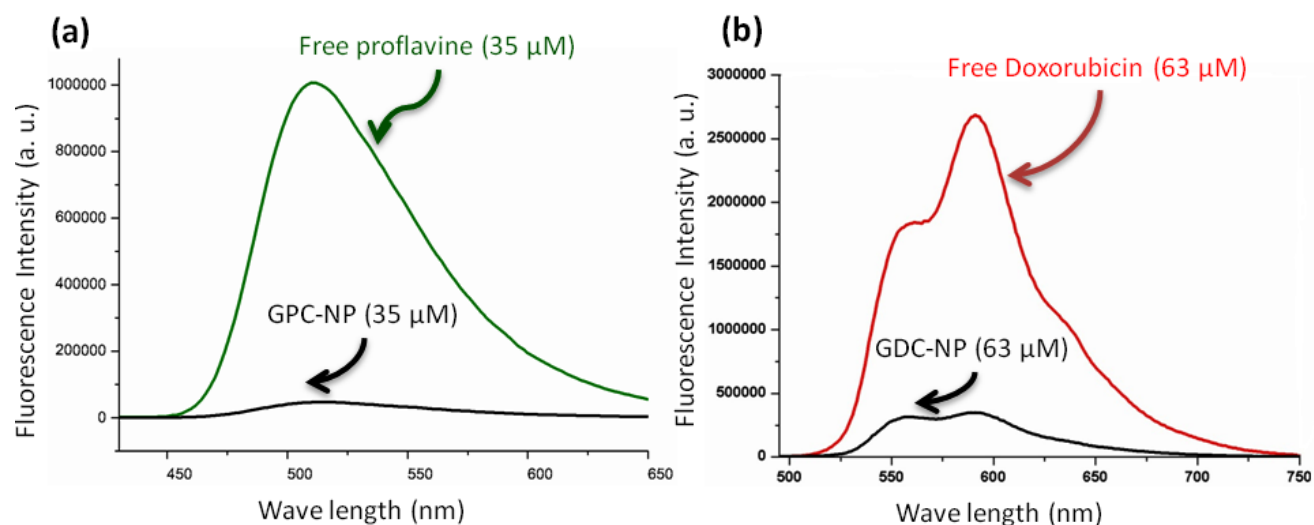 (a)
Free proflavine (35 µM)
1000000
800000
600000
400000
200000
0
GPC-NP (35 µM)
450
500
550
600
650
Fluorescence Intensity (a. u.)
Wave length (nm)
(b)
Free Doxorubicin (63 µM)
3000000
2500000
2000000
1500000
1000000
500000
0
GDC-NP (63 µM)
495
550
600
650
700
750
Fluorescence Intensity (a. u.)
Wave length (nm)